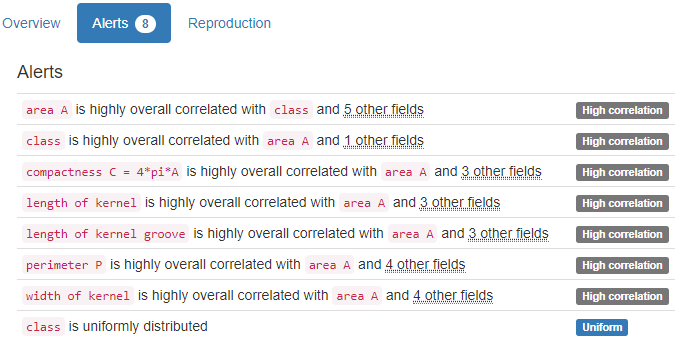 Overview Alerts 8 Reproduction
Alerts
area A is highly overall correlated with class and 5 other fields High correlation
class is highly overall correlated with area A and 1 other fields High correlation
compactness C = 4*pi*A is highly overall correlated with area A and 3 other fields High correlation
length of kernel is highly overall correlated with area A and 3 other fields High correlation
length of kernel groove is highly overall correlated with area A and 3 other fields High correlation
perimeter P is highly overall correlated with area A and 4 other fields High correlation
width of kernel is highly overall correlated with area A and 4 other fields High correlation
class is uniformly distributed Uniform